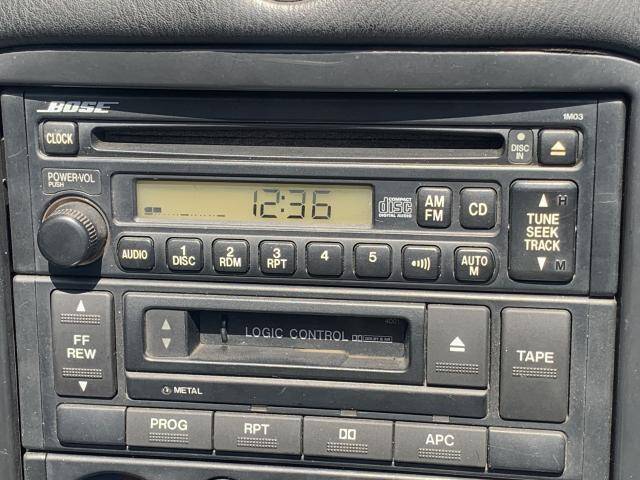 BOSE
1M03
CLOCK
DISC
IN
POWER·VOL
PUSH
12:36
COMPACT
disc
DIGITAL AUDIO
AM
FM
CD
TUNE
SEEK
TRACK
H
M
AUDIO
1
DISC
2
RDM
3
RPT
4
5
AUTO
M
FF
REW
LOGIC CONTROL
DOLBY B NR
4D01
TAPE
METAL
PROG
RPT
APC